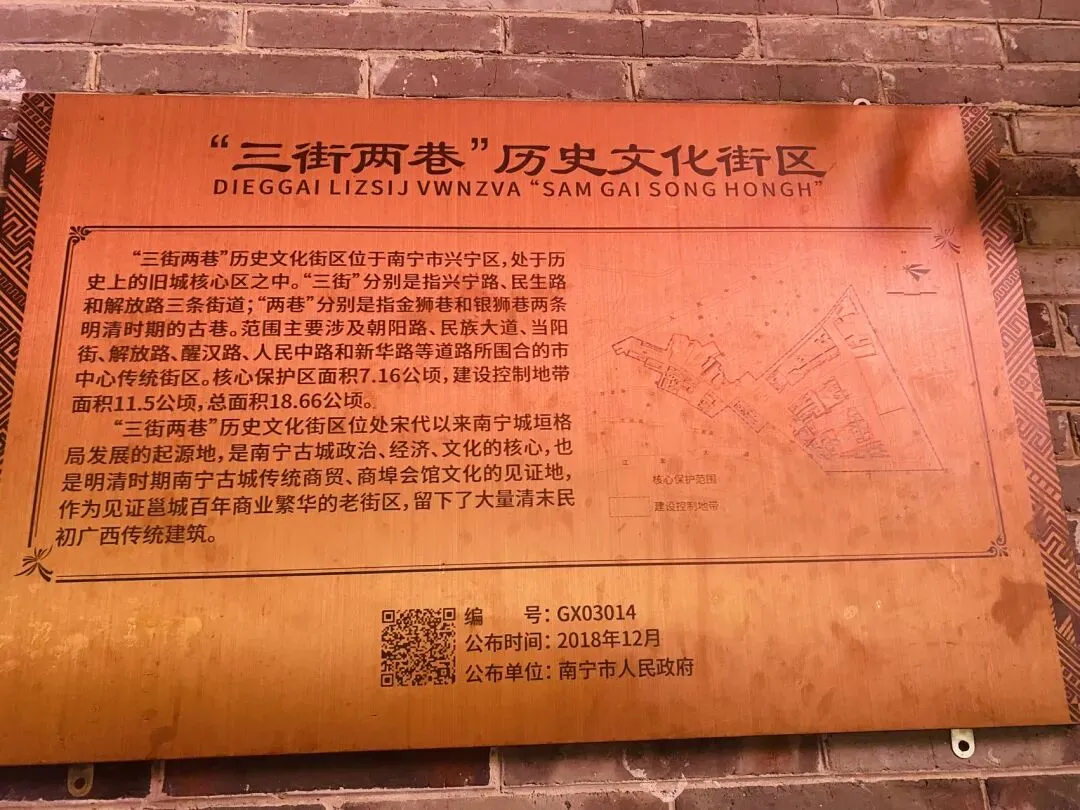 “三街两巷”历史文化街区
DIEGGAI LIZSIJ VWNZVA “SAM GAI SONG HONGH”
“三街两巷”历史文化街区位于南宁市兴宁区，处于历
史上的旧城核心区之中。“三街”分别是指兴宁路、民生路
和解放路三条街道；“两巷”分别是指金狮巷和银狮巷两条
明清时期的古巷。范围主要涉及朝阳路、民族大道、当阳
街、解放路、醒汉路、人民中路和新华路等道路所围合的市
中心传统街区。核心保护区面积7.16公顷，建设控制地带
面积11.5公顷，总面积18.66公顷。
“三街两巷”历史文化街区位处宋代以来南宁城垣格
局发展的起源地，是南宁古城政治、经济、文化的核心，也
是明清时期南宁古城传统商贸、商埠会馆文化的见证地，
作为见证邕城百年商业繁华的老街区，留下了大量清末民
初广西传统建筑。
核心保护范围
建设控制地带
编 号：GX03014
公布时间：2018年12月
公布单位：南宁市人民政府